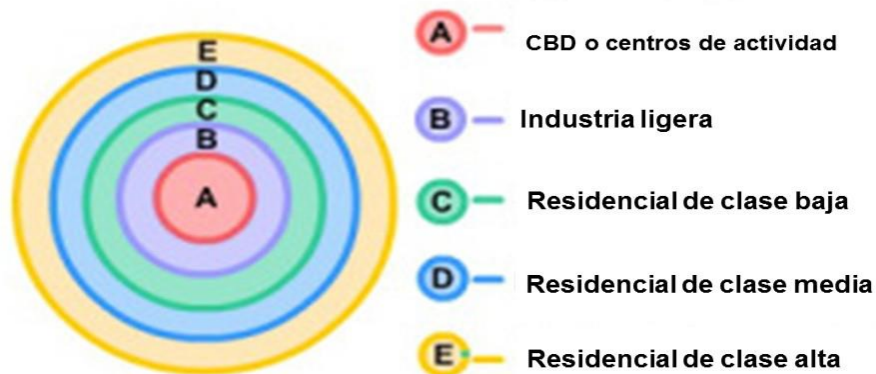 E
D
C
B
A
A CBD o centros de actividad
B Industria ligera
C Residencial de clase baja
D Residencial de clase media
E Residencial de clase alta